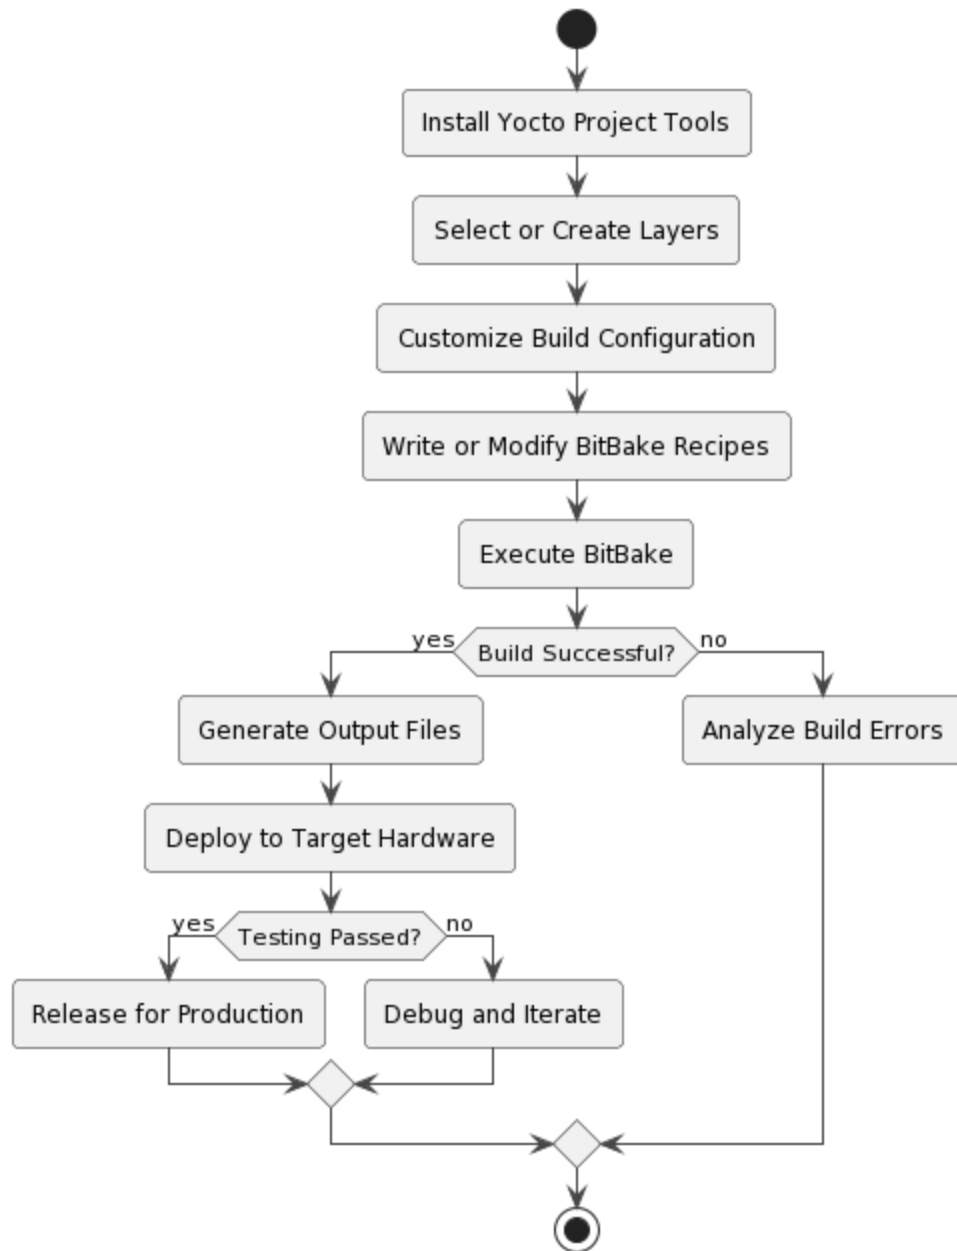 Install Yocto Project Tools
Select or Create Layers
Customize Build Configuration
Write or Modify BitBake Recipes
Execute BitBake
yes
Build Successful?
no
Generate Output Files
Analyze Build Errors
Deploy to Target Hardware
yes
Testing Passed?
no
Release for Production
Debug and Iterate